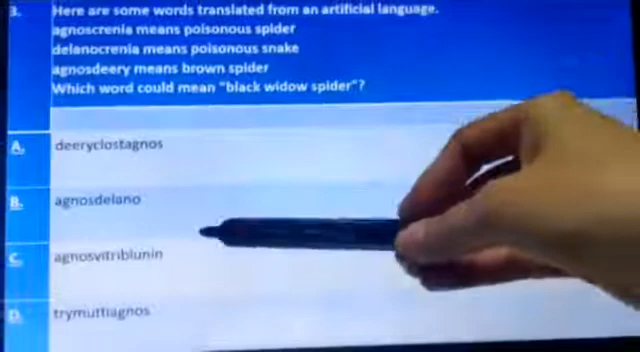 3. Here are some words translated from an artificial language.
agnoscrenia means poisonous spider
delanocrenia means poisonous snake
agnosdeery means brown spider
Which word could mean "black widow spider"?
A. deeryclostagnos
B. agnosdelano
C. agnosvitriblunin
D. trymuttiagnos